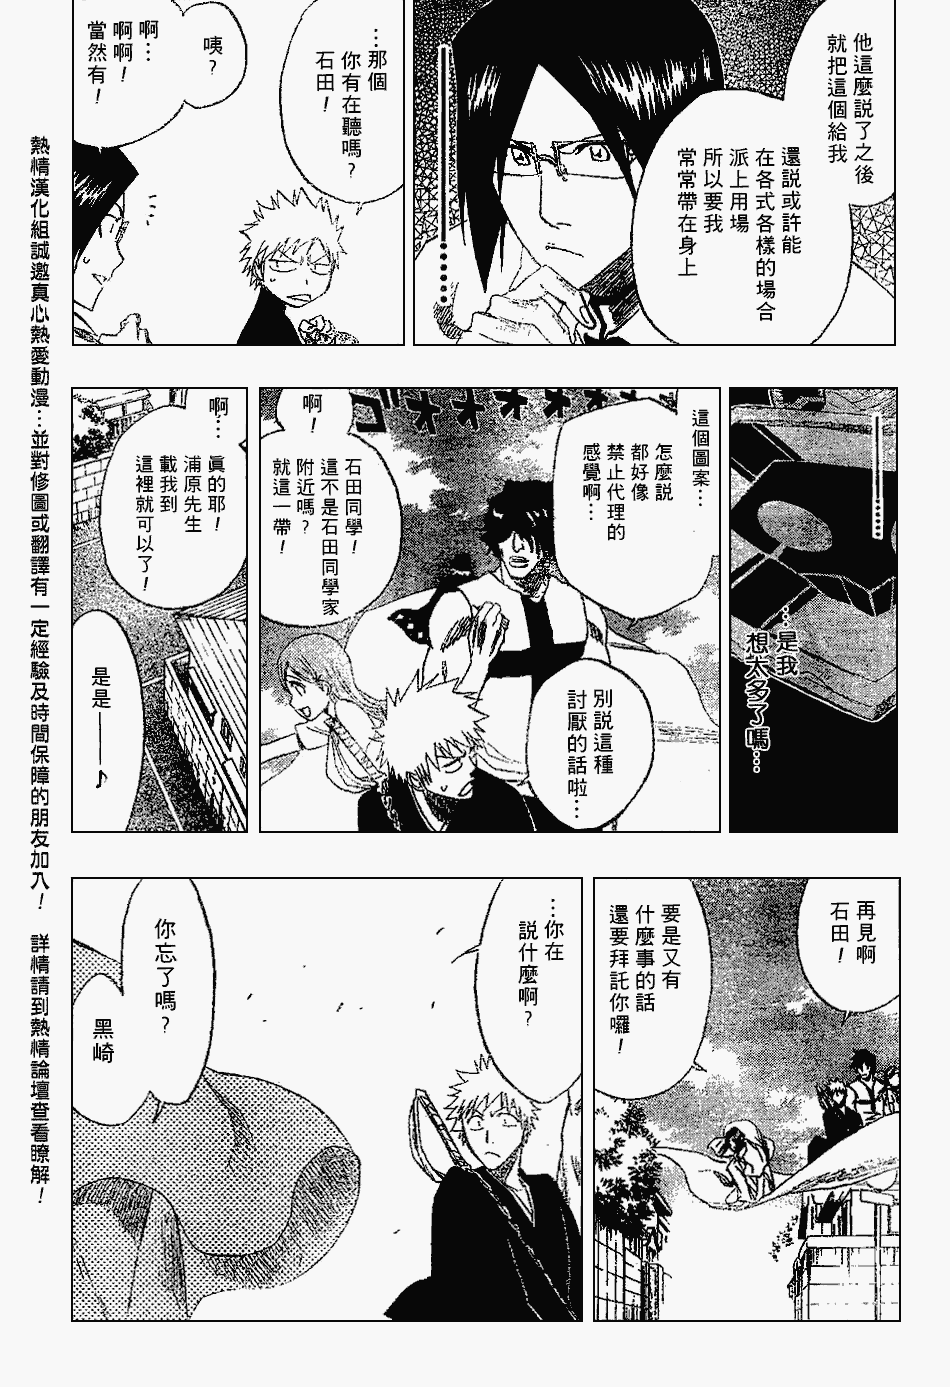 他這麼說了之後
就把這個給我
還說或許能
在各式各樣的場合
派上用場
所以要我
常常帶在身上
…那個
你有在聽嗎?
石田!
咦?
啊…
啊啊!
當然有!
…是我
想太多了嗎…
這個圖案…
怎麼說
都好像
禁止代理的
感覺啊…
別說這種
討厭的話啦…
ゴオオオオオオ
啊!
石田同學!
這不是石田同學家
附近嗎?
就這一帶!
啊…
真的耶!
浦原先生
載我到
這裡就可以了!
是是——♪
再見啊
石田!
要是又有
什麼事的話
還要拜託你囉!
…你在
說什麼啊?
你忘了嗎?
黑崎
熱情漢化組誠邀真心熱愛動漫…並對修圖或翻譯有一定經驗及時間保障的朋友加入! 詳情請到熱情論壇查看瞭解!